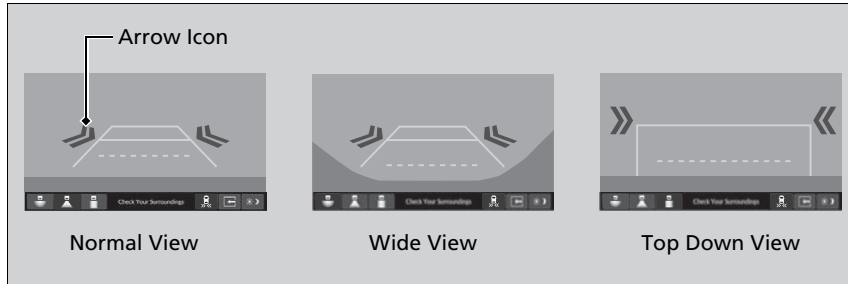 Arrow Icon
Check Your Surroundings
Check Your Surroundings
Check Your Surroundings
Normal View
Wide View
Top Down View